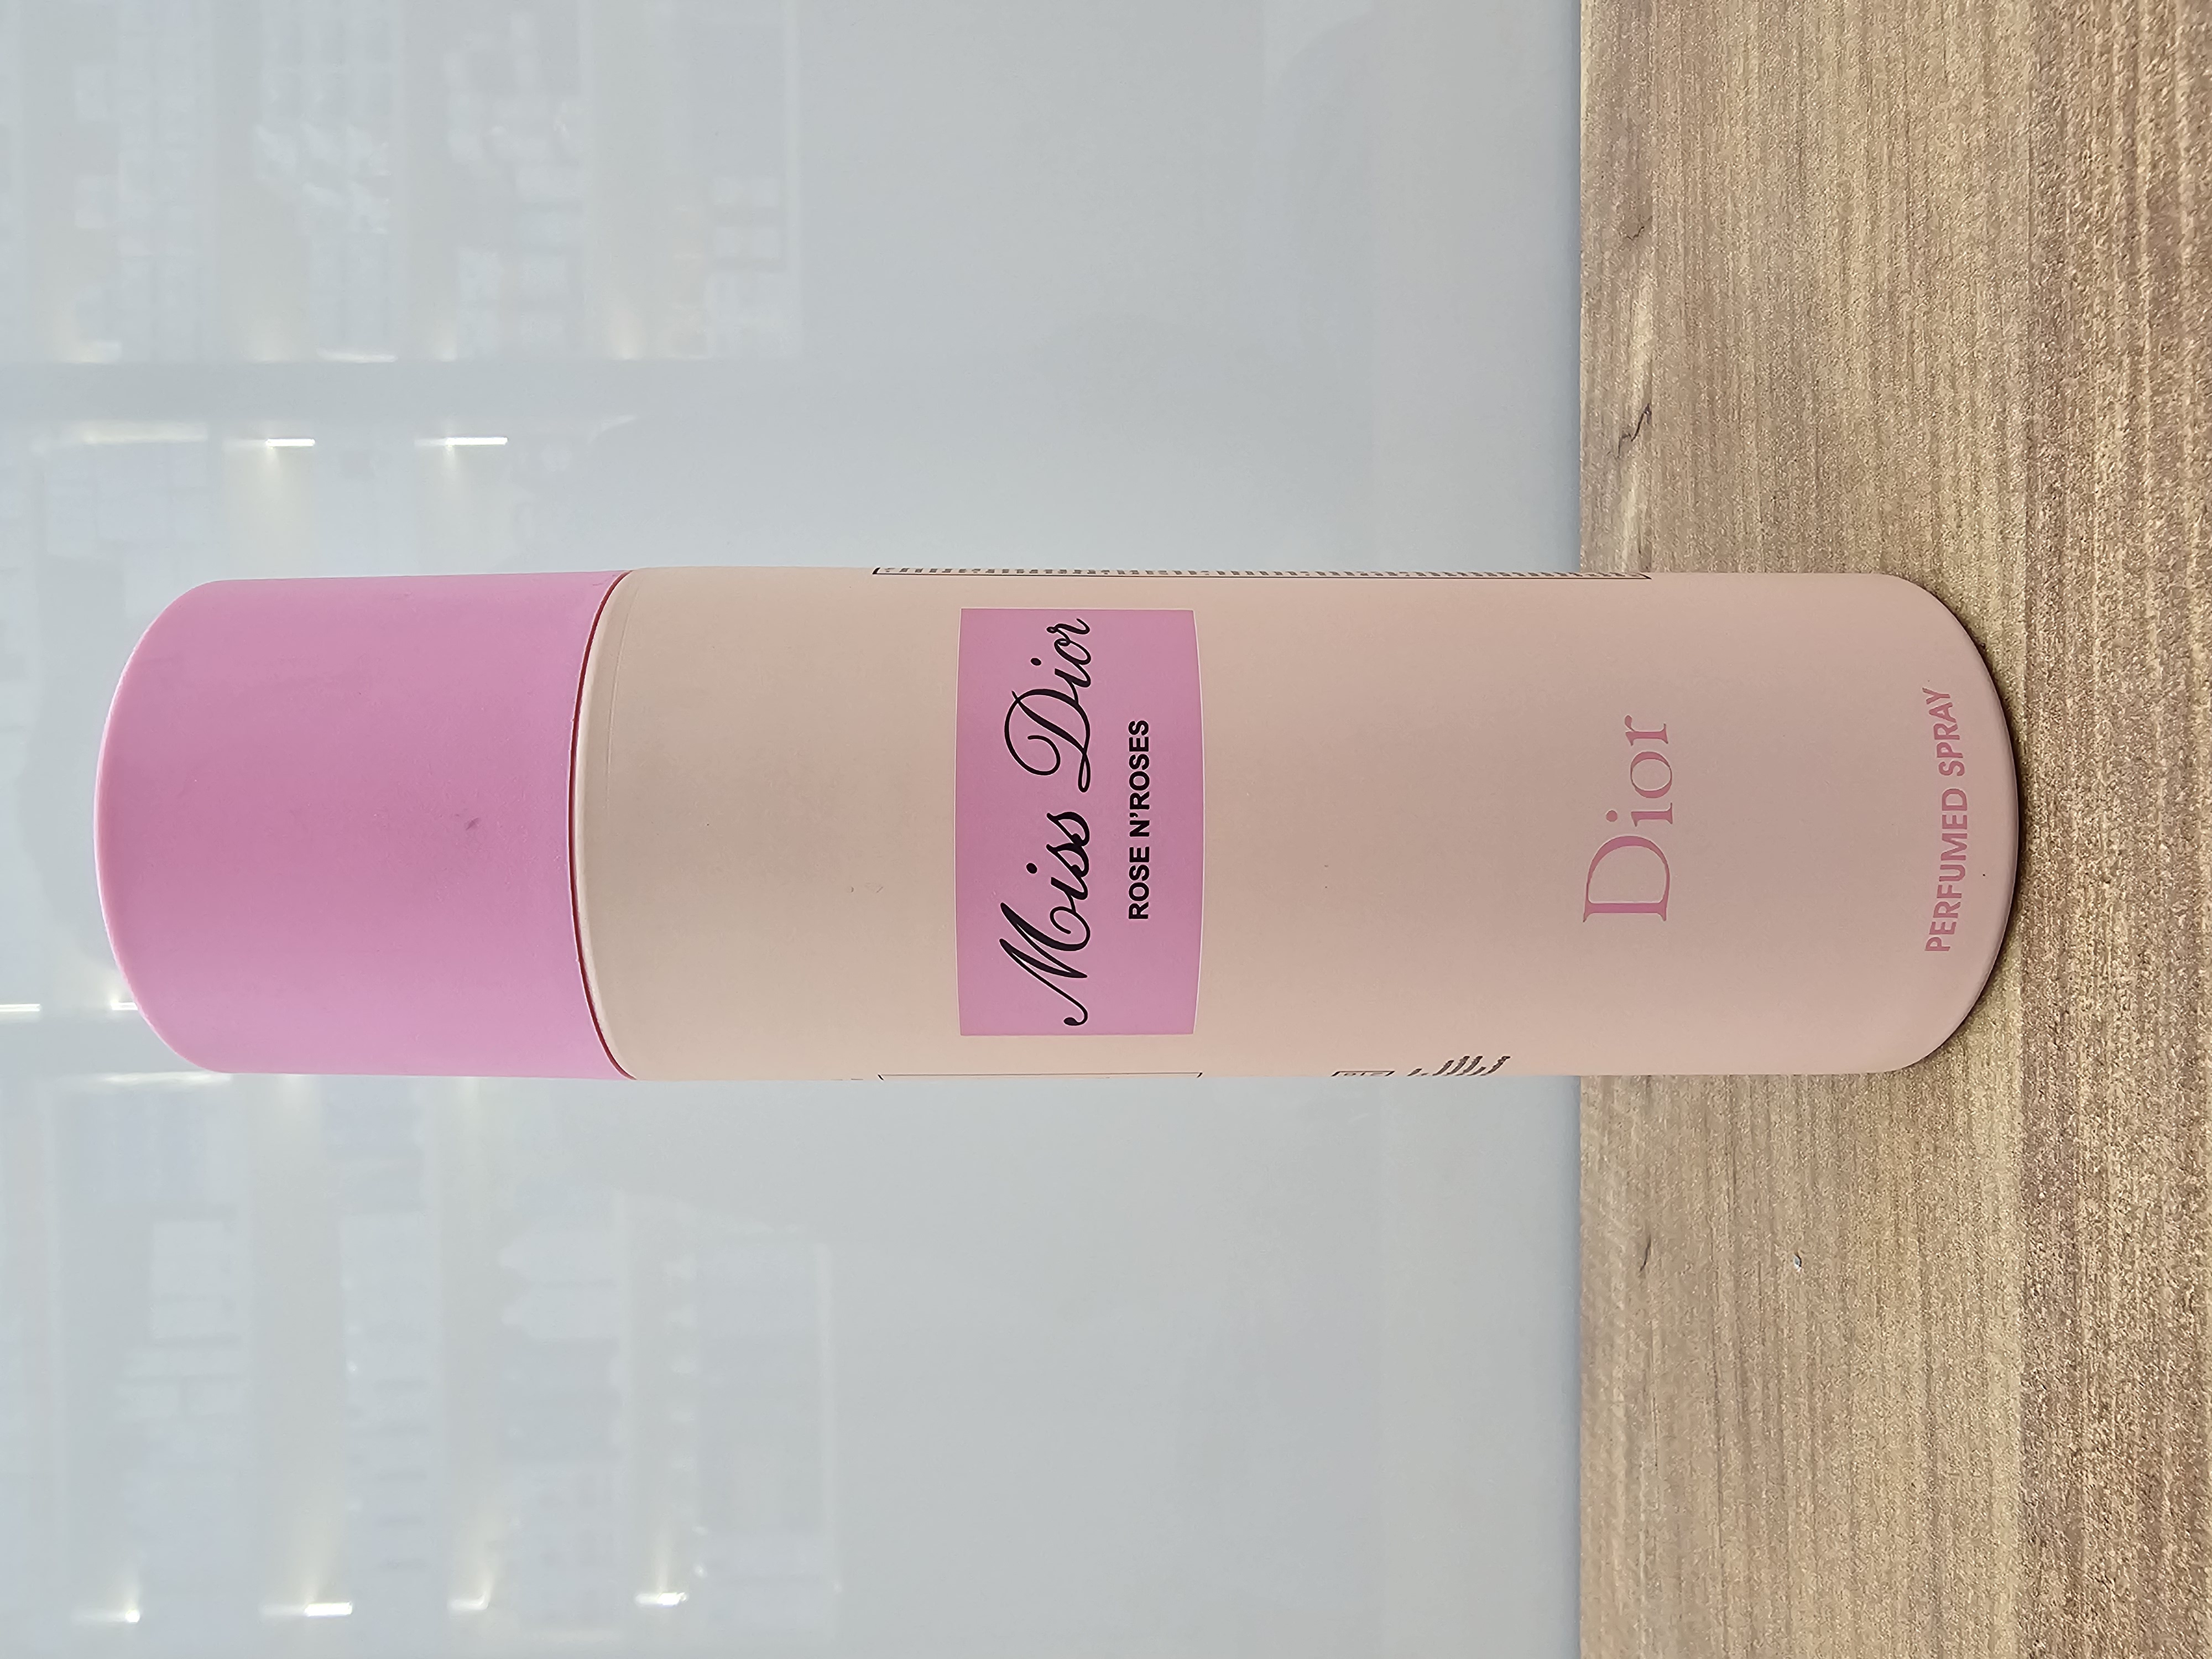 Miss Dior
ROSE N'ROSES
Dior
PERFUMED SPRAY